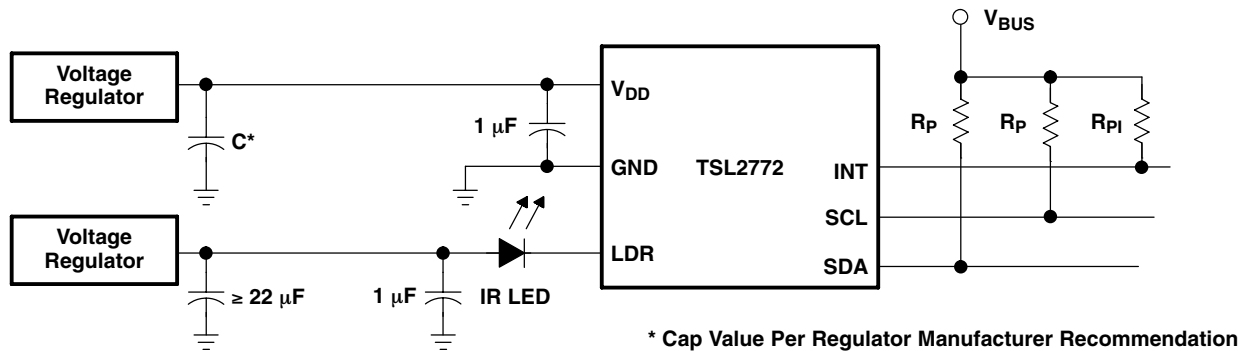 V_BUS
Voltage
Regulator
V_DD
C*
1 μF
R_P
R_P
R_PI
GND
TSL2772
INT
SCL
Voltage
Regulator
LDR
SDA
≥ 22 μF
1 μF
IR LED
* Cap Value Per Regulator Manufacturer Recommendation